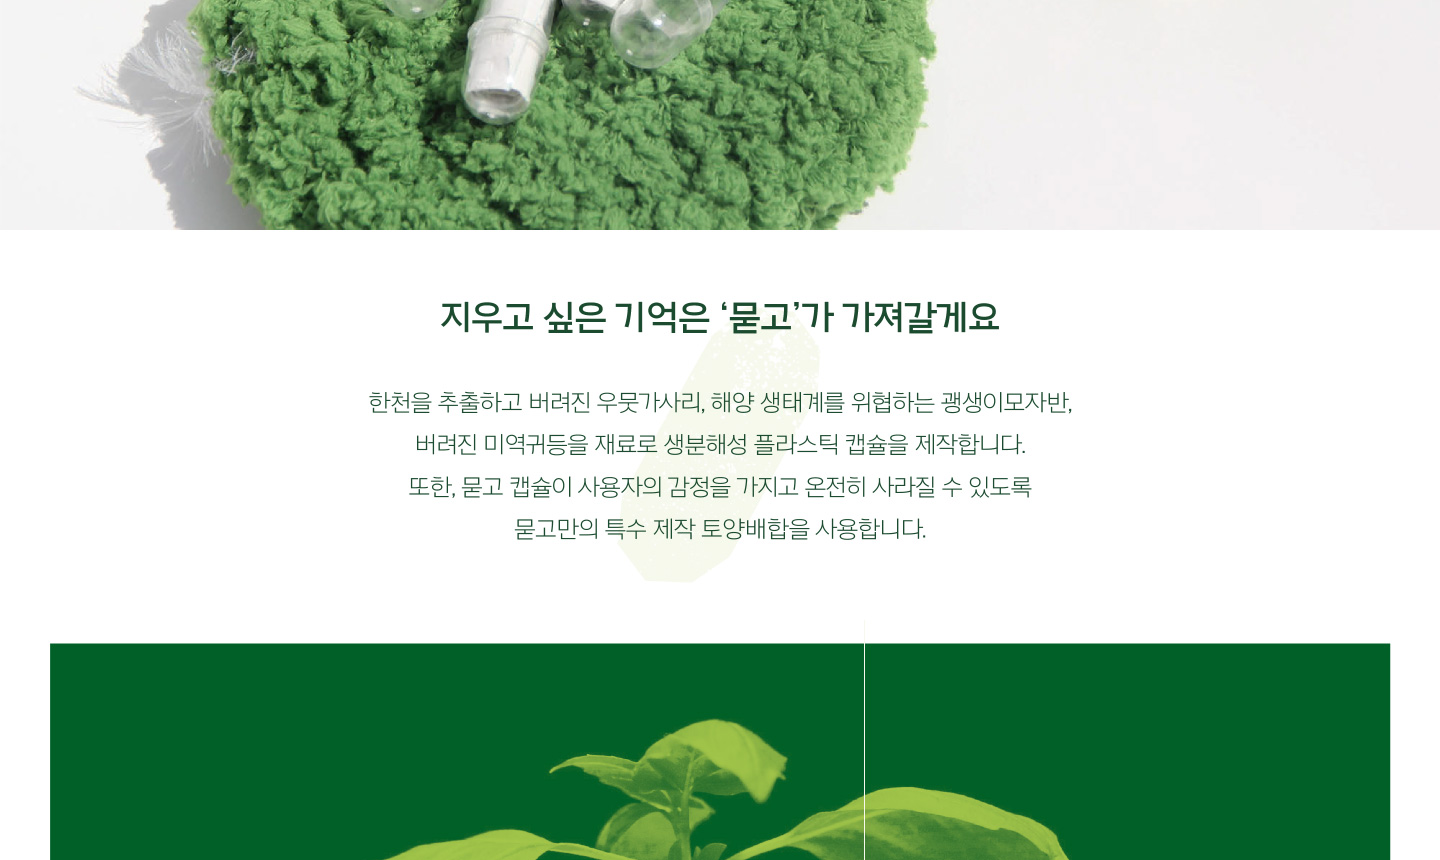 지우고 싶은 기억은 ‘묻고’가 가져갈게요
한천을 추출하고 버려진 우뭇가사리, 해양 생태계를 위협하는 괭생이모자반,
버려진 미역귀등을 재료로 생분해성 플라스틱 캡슐을 제작합니다.
또한, 묻고 캡슐이 사용자의 감정을 가지고 온전히 사라질 수 있도록
묻고만의 특수 제작 토양배합을 사용합니다.